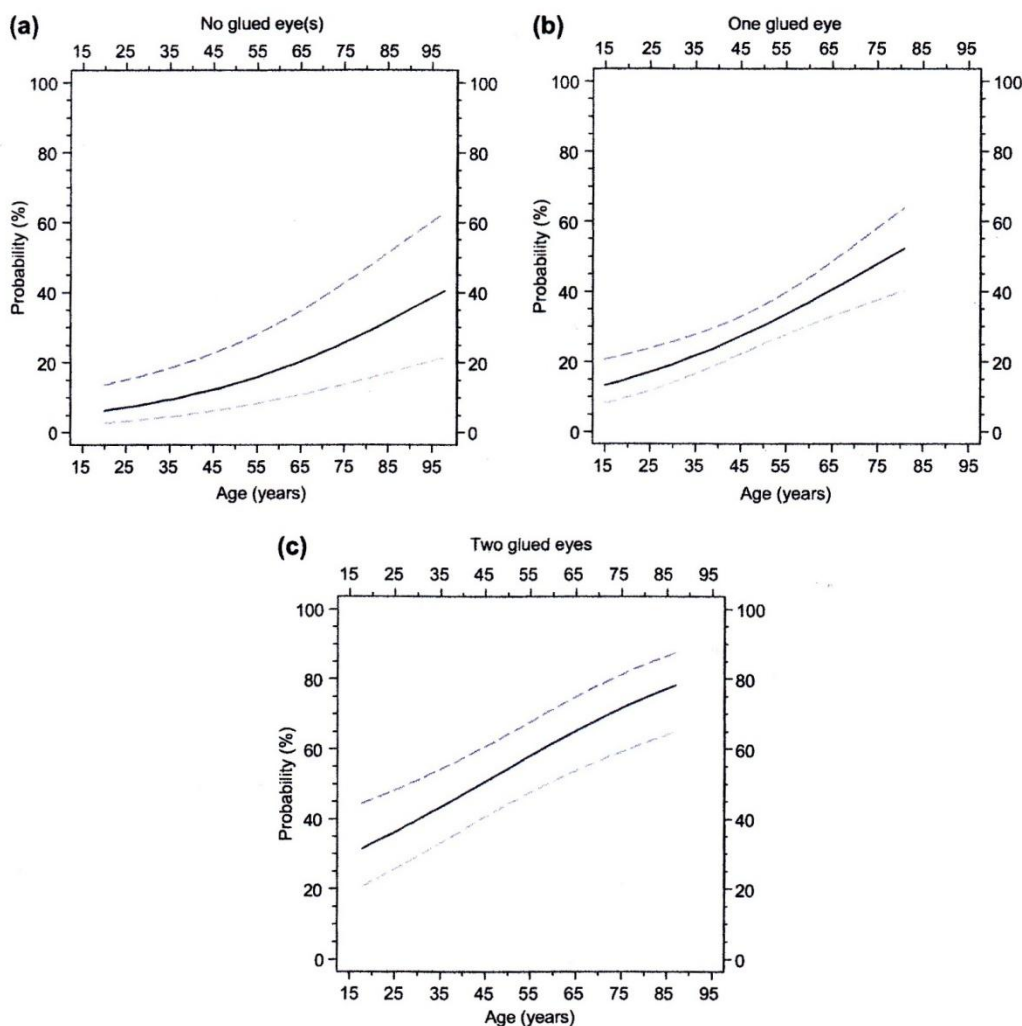 (a)
No glued eye(s)
15 25 35 45 55 65 75 85 95
100 100
80 80
60 60
40 40
20 20
0 0
Probability (%)
15 25 35 45 55 65 75 85 95
Age (years)
(b)
One glued eye
15 25 35 45 55 65 75 85 95
100 100
80 80
60 60
40 40
20 20
0 0
Probability (%)
15 25 35 45 55 65 75 85 95
Age (years)
(c)
Two glued eyes
15 25 35 45 55 65 75 85 95
100 100
80 80
60 60
40 40
20 20
0 0
Probability (%)
15 25 35 45 55 65 75 85 95
Age (years)